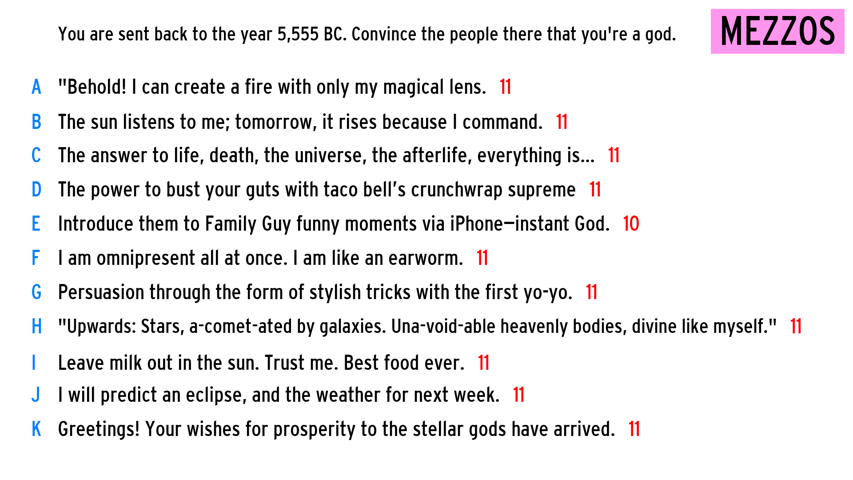 You are sent back to the year 5,555 BC. Convince the people there that you're a god.
MEZZOS
A "Behold! I can create a fire with only my magical lens. 11
B The sun listens to me; tomorrow, it rises because I command. 11
C The answer to life, death, the universe, the afterlife, everything is... 11
D The power to bust your guts with taco bell’s crunchwrap supreme 11
E Introduce them to Family Guy funny moments via iPhone—instant God. 10
F I am omnipresent all at once. I am like an earworm. 11
G Persuasion through the form of stylish tricks with the first yo-yo. 11
H "Upwards: Stars, a-comet-ated by galaxies. Una-void-able heavenly bodies, divine like myself." 11
I Leave milk out in the sun. Trust me. Best food ever. 11
J I will predict an eclipse, and the weather for next week. 11
K Greetings! Your wishes for prosperity to the stellar gods have arrived. 11